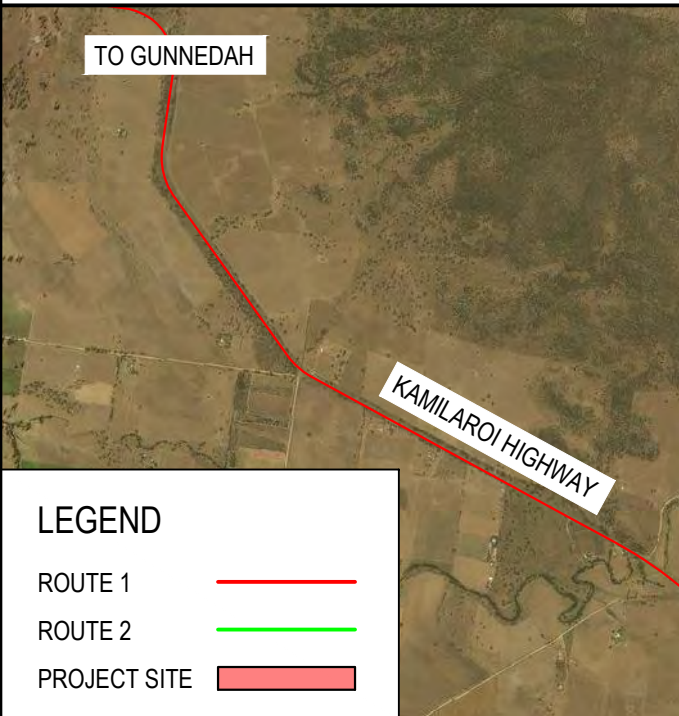 TO GUNNEDAH
KAMILAROI HIGHWAY
LEGEND
ROUTE 1
ROUTE 2
PROJECT SITE